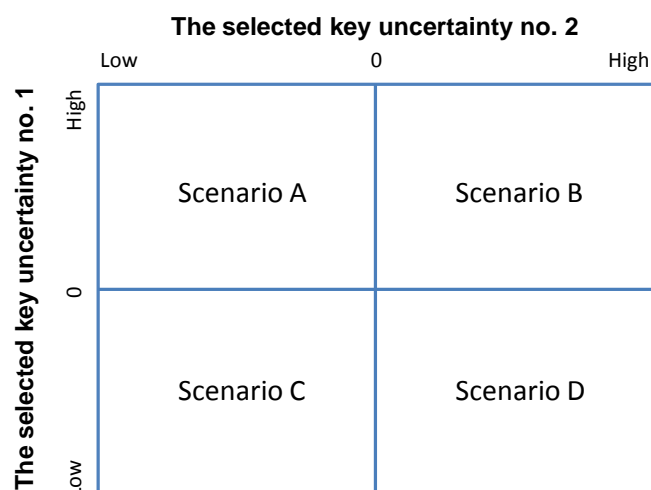 The selected key uncertainty no. 2
Low 0 High
The selected key uncertainty no. 1
High
Scenario A Scenario B
0
Scenario C Scenario D